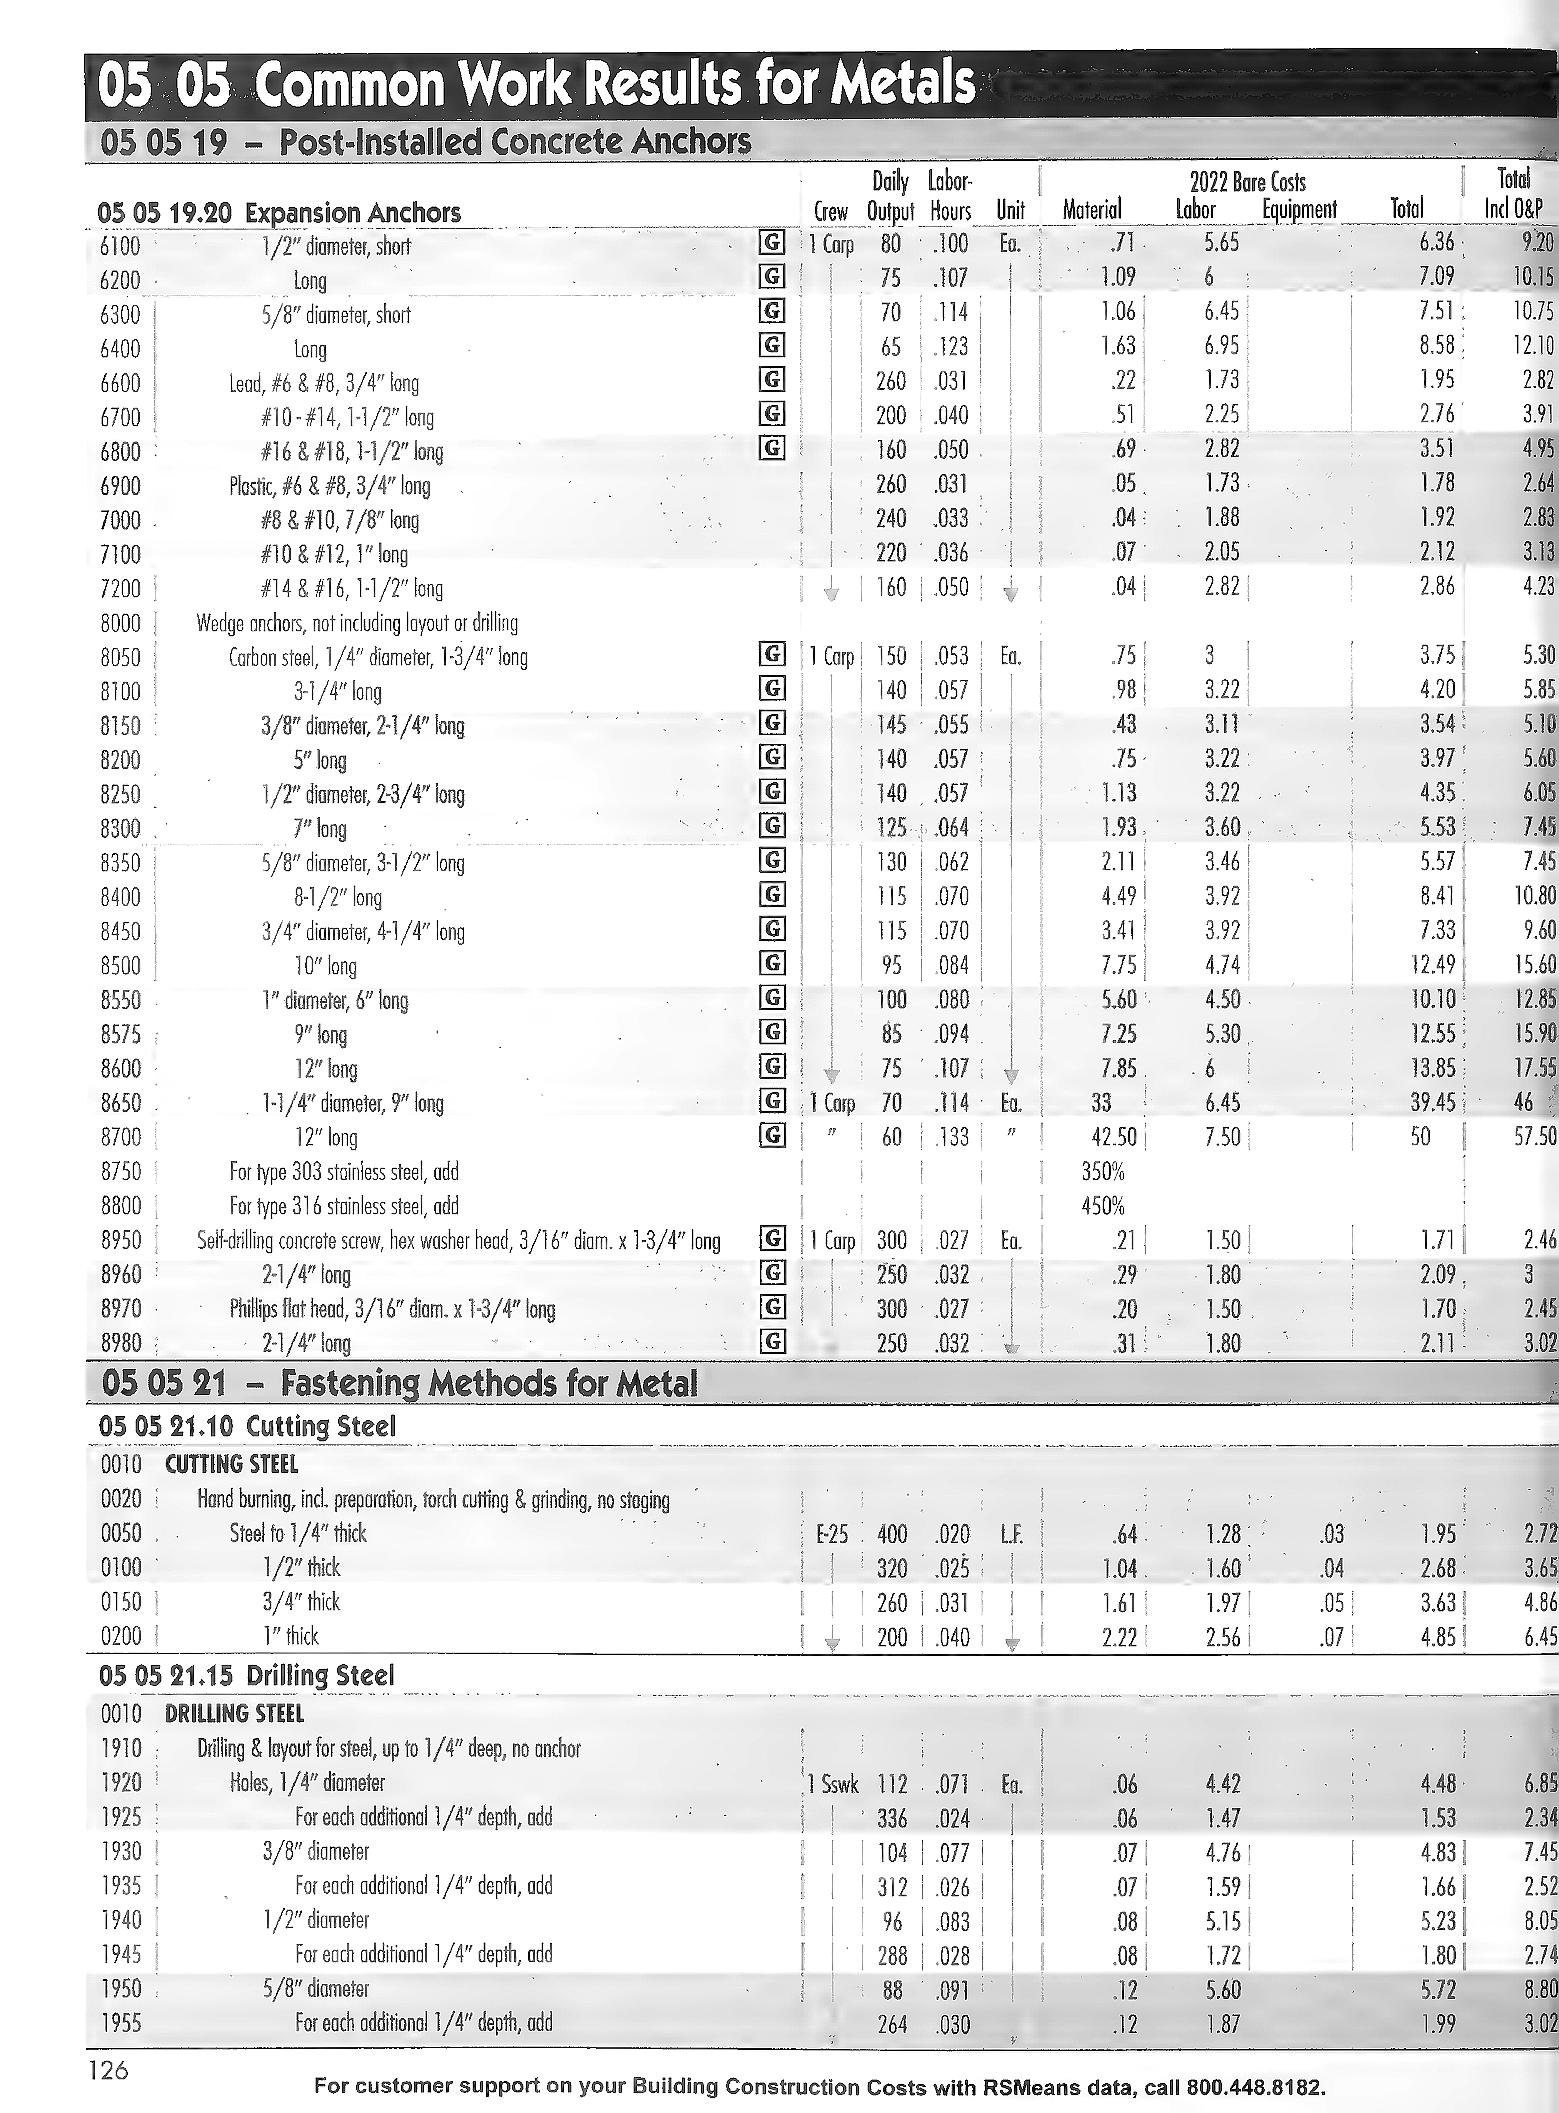 05 05 Common Work Results for Metals
05 05 19 – Post-Installed Concrete Anchors
Daily Labor- 2022 Bare Costs Total
05 05 19.20 Expansion Anchors Crew Output Hours Unit Material Labor Equipment Total Incl O&P
6100 1/2" diameter, short G 1 Carp 80 .100 Ea. .71 5.65 6.36 9.20
6200 Long G 75 .107 1.09 6 7.09 10.15
6300 5/8" diameter, short G 70 .114 1.06 6.45 7.51 10.75
6400 Long G 65 .123 1.63 6.95 8.58 12.10
6600 Lead, #6 & #8, 3/4" long G 260 .031 .22 1.73 1.95 2.82
6700 #10 - #14, 1-1/2" long G 200 .040 .51 2.25 2.76 3.91
6800 #16 & #18, 1-1/2" long G 160 .050 .69 2.82 3.51 4.95
6900 Plastic, #6 & #8, 3/4" long 260 .031 .05 1.73 1.78 2.64
7000 #8 & #10, 7/8" long 240 .033 .04 1.88 1.92 2.83
7100 #10 & #12, 1" long 220 .036 .07 2.05 2.12 3.13
7200 #14 & #16, 1-1/2" long 160 .050 .04 2.82 2.86 4.23
8000 Wedge anchors, not including layout or drilling
8050 Carbon steel, 1/4" diameter, 1-3/4" long G 1 Carp 150 .053 Ea. .75 3 3.75 5.30
8100 3-1/4" long G 140 .057 .98 3.22 4.20 5.85
8150 3/8" diameter, 2-1/4" long G 145 .055 .43 3.11 3.54 5.10
8200 5" long G 140 .057 .75 3.22 3.97 5.60
8250 1/2" diameter, 2-3/4" long G 140 .057 1.13 3.22 4.35 6.05
8300 7" long G 125 .064 1.93 3.60 5.53 7.45
8350 5/8" diameter, 3-1/2" long G 130 .062 2.11 3.46 5.57 7.45
8400 8-1/2" long G 115 .070 4.49 3.92 8.41 10.80
8450 3/4" diameter, 4-1/4" long G 115 .070 3.41 3.92 7.33 9.60
8500 10" long G 95 .084 7.75 4.74 12.49 15.60
8550 1" diameter, 6" long G 100 .080 5.60 4.50 10.10 12.85
8575 9" long G 85 .094 7.25 5.30 12.55 15.90
8600 12" long G 75 .107 7.85 6 13.85 17.55
8650 1-1/4" diameter, 9" long G 1 Carp 70 .114 Ea. 33 6.45 39.45 46
8700 12" long G " 60 .133 " 42.50 7.50 50 57.50
8750 For type 303 stainless steel, add 350%
8800 For type 316 stainless steel, add 450%
8950 Self-drilling concrete screw, hex washer head, 3/16" diam. x 1-3/4" long G 1 Carp 300 .027 Ea. .21 1.50 1.71 2.46
8960 2-1/4" long G 250 .032 .29 1.80 2.09 3
8970 Phillips flat head, 3/16" diam. x 1-3/4" long G 300 .027 .20 1.50 1.70 2.45
8980 2-1/4" long G 250 .032 .31 1.80 2.11 3.02
05 05 21 – Fastening Methods for Metal
05 05 21.10 Cutting Steel
0010 CUTTING STEEL
0020 Hand burning, incl. preparation, torch cutting & grinding, no staging
0050 Steel to 1/4" thick E-25 400 .020 L.F. .64 1.28 .03 1.95 2.72
0100 1/2" thick 320 .025 1.04 1.60 .04 2.68 3.65
0150 3/4" thick 260 .031 1.61 1.97 .05 3.63 4.86
0200 1" thick 200 .040 2.22 2.56 .07 4.85 6.45
05 05 21.15 Drilling Steel
0010 DRILLING STEEL
1910 Drilling & layout for steel, up to 1/4" deep, no anchor
1920 Holes, 1/4" diameter 1 Sswk 112 .071 Ea. .06 4.42 4.48 6.85
1925 For each additional 1/4" depth, add 336 .024 .06 1.47 1.53 2.34
1930 3/8" diameter 104 .077 .07 4.76 4.83 7.45
1935 For each additional 1/4" depth, add 312 .026 .07 1.59 1.66 2.52
1940 1/2" diameter 96 .083 .08 5.15 5.23 8.05
1945 For each additional 1/4" depth, add 288 .028 .08 1.72 1.80 2.74
1950 5/8" diameter 88 .091 .12 5.60 5.72 8.80
1955 For each additional 1/4" depth, add 264 .030 .12 1.87 1.99 3.02
126
For customer support on your Building Construction Costs with RSMeans data, call 800.448.8182.